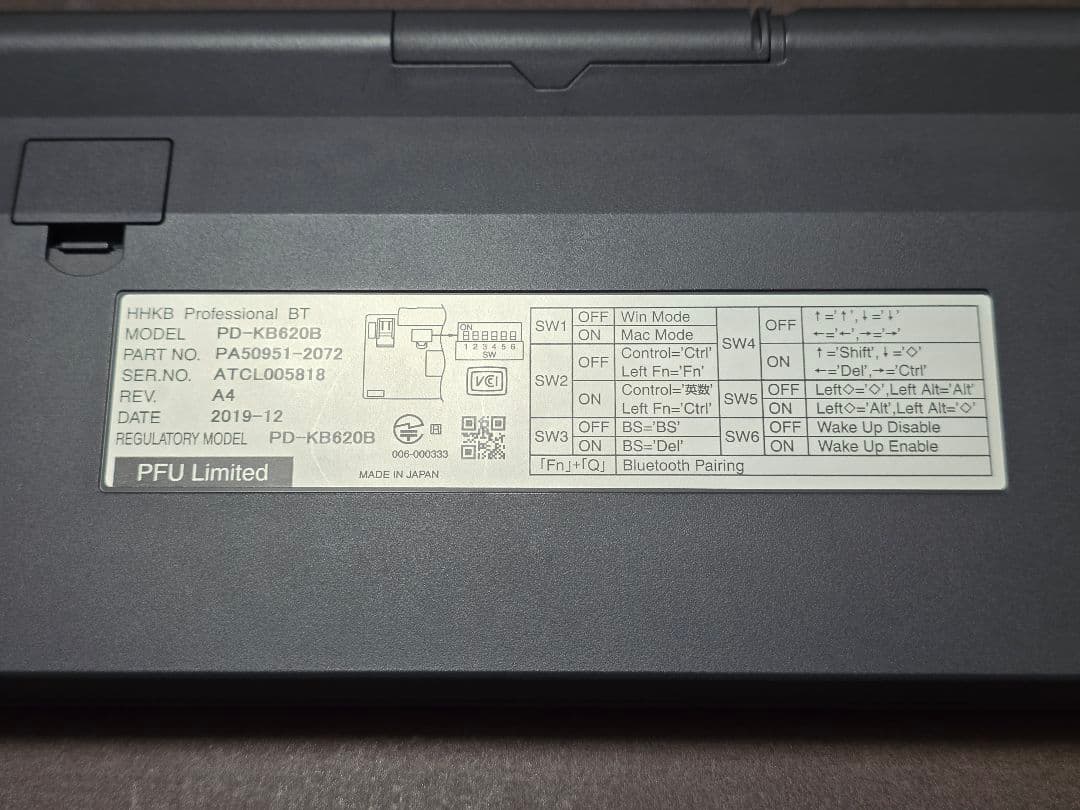 HHKB Professional BT
MODEL PD-KB620B
PART NO. PA50951-2072
SER.NO. ATCL005818
REV. A4
DATE 2019-12
REGULATORY MODEL PD-KB620B
PFU Limited
ON
1 2 3 4 5 6
SW
VCI
R
006-000333
MADE IN JAPAN
SW1 OFF Win Mode
ON Mac Mode
SW2 OFF Control='Ctrl'
Left Fn='Fn'
ON Control='英数'
Left Fn='Ctrl'
SW3 OFF BS='BS'
ON BS='Del'
SW4 OFF ↑='↑',↓='↓'
←='←',→='→'
ON ↑='Shift',↓='◇'
←='Del',→='Ctrl'
SW5 OFF Left◇='◇',Left Alt='Alt'
ON Left◇='Alt',Left Alt='◇'
SW6 OFF Wake Up Disable
ON Wake Up Enable
「Fn」+「Q」 Bluetooth Pairing